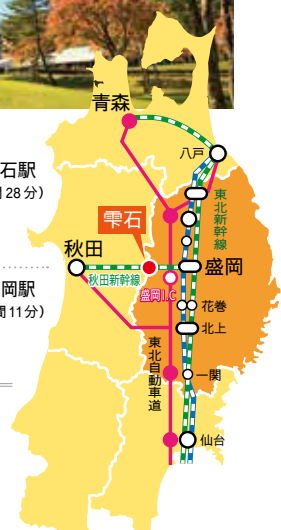 青森
八戸
石駅
28分）
東北新幹線
雫石
秋田
盛岡
秋田新幹線
岡駅
盛岡I.C
間11分）
花巻
北上
東北自動車道
一関
仙台